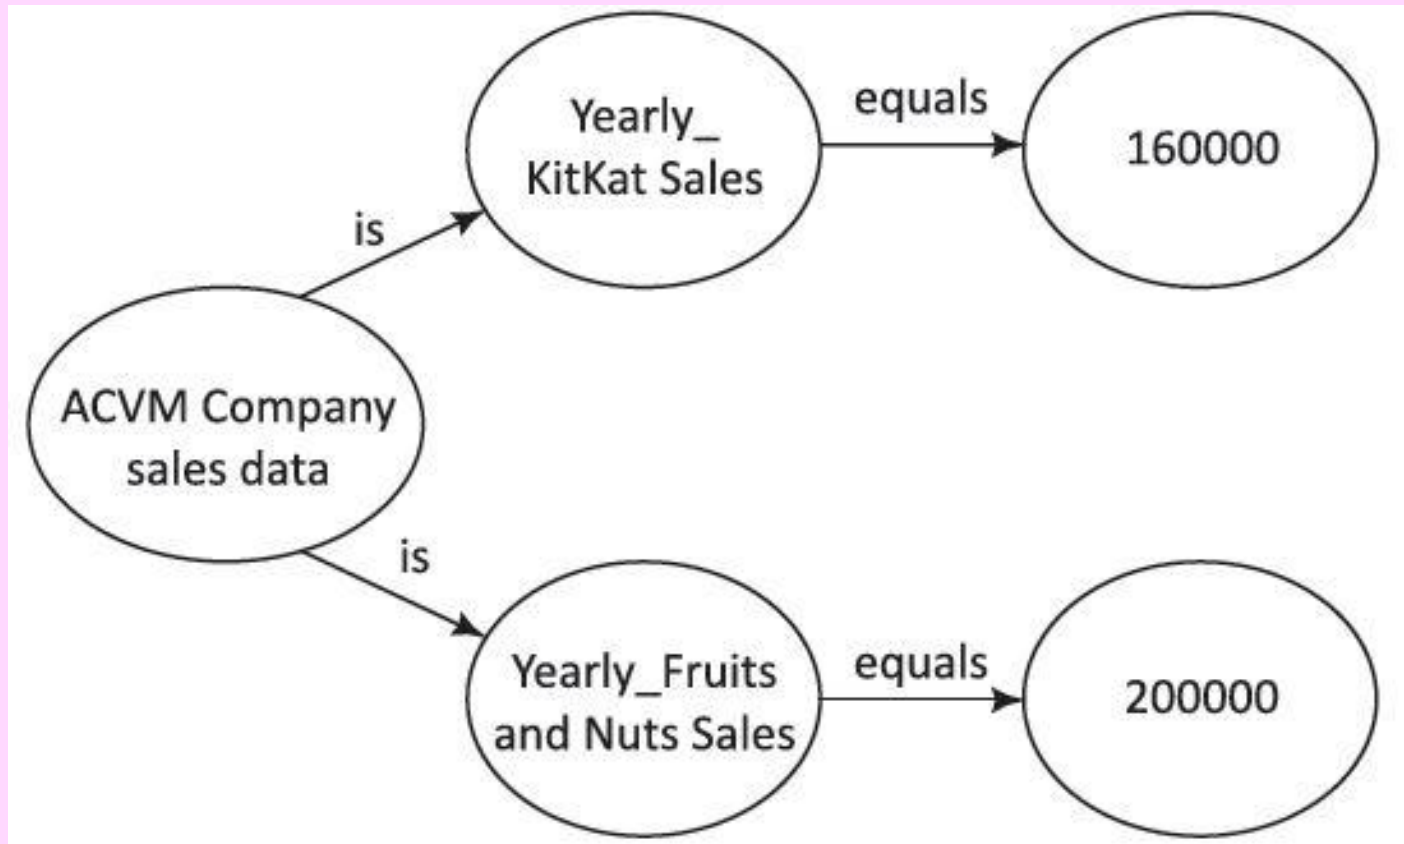 Yearly_
KitKat Sales
equals
160000
is
ACVM Company
sales data
is
Yearly_Fruits
and Nuts Sales
equals
200000